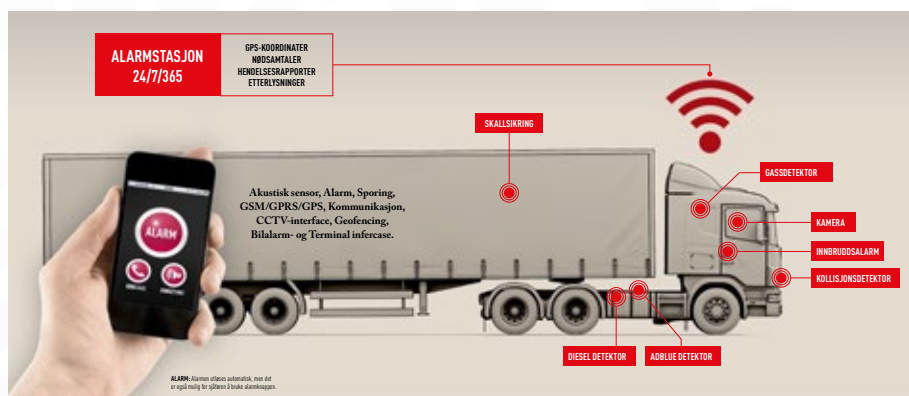 ALARMSTASJON
24/7/365
GPS-KOORDINATER
NØDSAMTALER
HENDELSESRAPPORTER
ETTERLYSNINGER
SKALLSIKRING
GASSDETEKTOR
Akustisk sensor, Alarm, Sporing,
GSM/GPRS/GPS, Kommunikasjon,
CCTV-interface, Geofencing,
Bilalarm- og Terminal infercase.
ALARM
KAMERA
INNBRUDDSALARM
KOLLISJONSDETEKTOR
DIESEL DETEKTOR
ADBLUE DETEKTOR
ALARM: Alarmen utløses automatisk, men det
er også mulig for sjåføren å bruke alarmknappen.